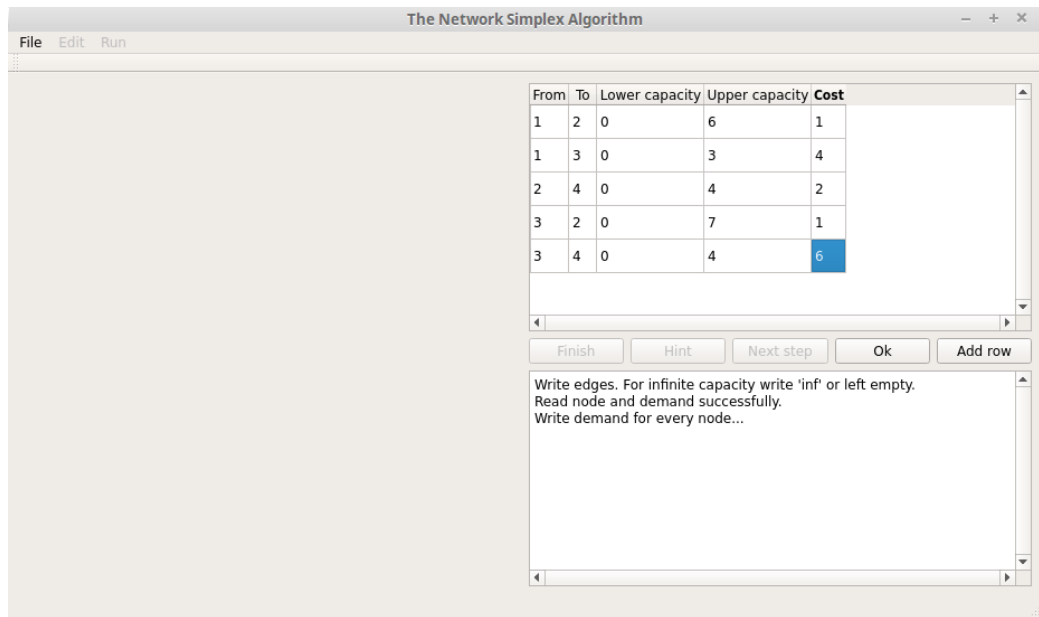 The Network Simplex Algorithm
File Edit Run
From To Lower capacity Upper capacity Cost
1 2 0 6 1
1 3 0 3 4
2 4 0 4 2
3 2 0 7 1
3 4 0 4 6
Finish Hint Next step Ok Add row
Write edges. For infinite capacity write 'inf' or left empty.
Read node and demand successfully.
Write demand for every node...